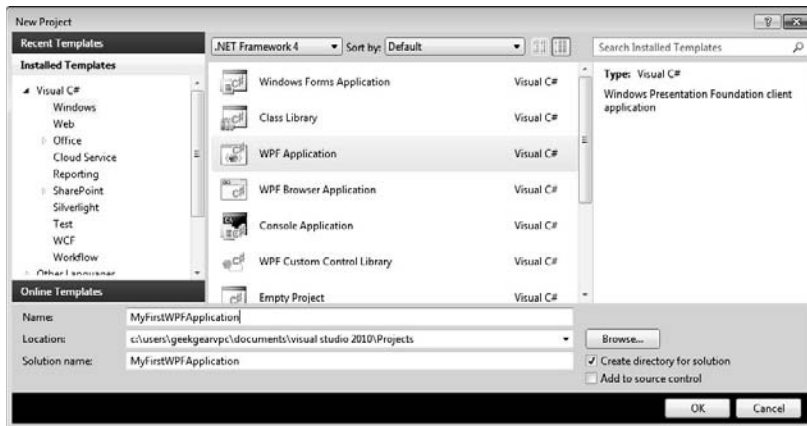 New Project
Recent Templates
Installed Templates
Visual C#
Windows
Web
Office
Cloud Service
Reporting
SharePoint
Silverlight
Test
WCF
Workflow
Other Languages
Online Templates
.NET Framework 4
Sort by: Default
Windows Forms Application Visual C#
Class Library Visual C#
WPF Application Visual C#
WPF Browser Application Visual C#
Console Application Visual C#
WPF Custom Control Library Visual C#
Empty Project Visual C#
Search Installed Templates
Type: Visual C#
Windows Presentation Foundation client
application
Name: MyFirstWPFApplication
Location: c:\users\geekgearvpc\documents\visual studio 2010\Projects
Browse...
Solution name: MyFirstWPFApplication
Create directory for solution
Add to source control
OK Cancel